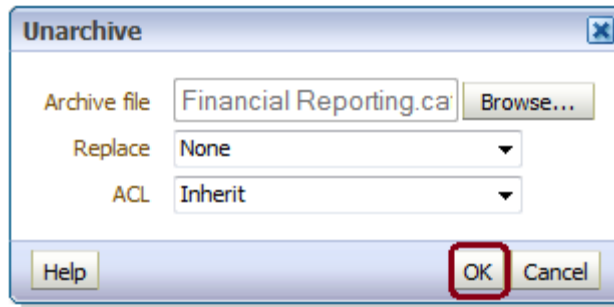 Unarchive
Archive file Financial Reporting.ca Browse...
Replace None
ACL Inherit
Help OK Cancel